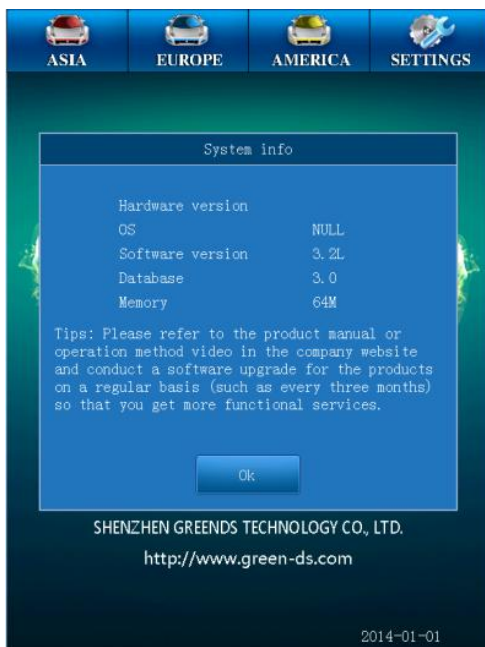 ASIA EUROPE AMERICA SETTINGS
System info
Hardware version
OS NULL
Software version 3.2L
Database 3.0
Memory 64M
Tips: Please refer to the product manual or
operation method video in the company website
and conduct a software upgrade for the products
on a regular basis (such as every three months)
so that you get more functional services.
Ok
SHENZHEN GREENDS TECHNOLOGY CO., LTD.
http://www.green-ds.com
2014-01-01